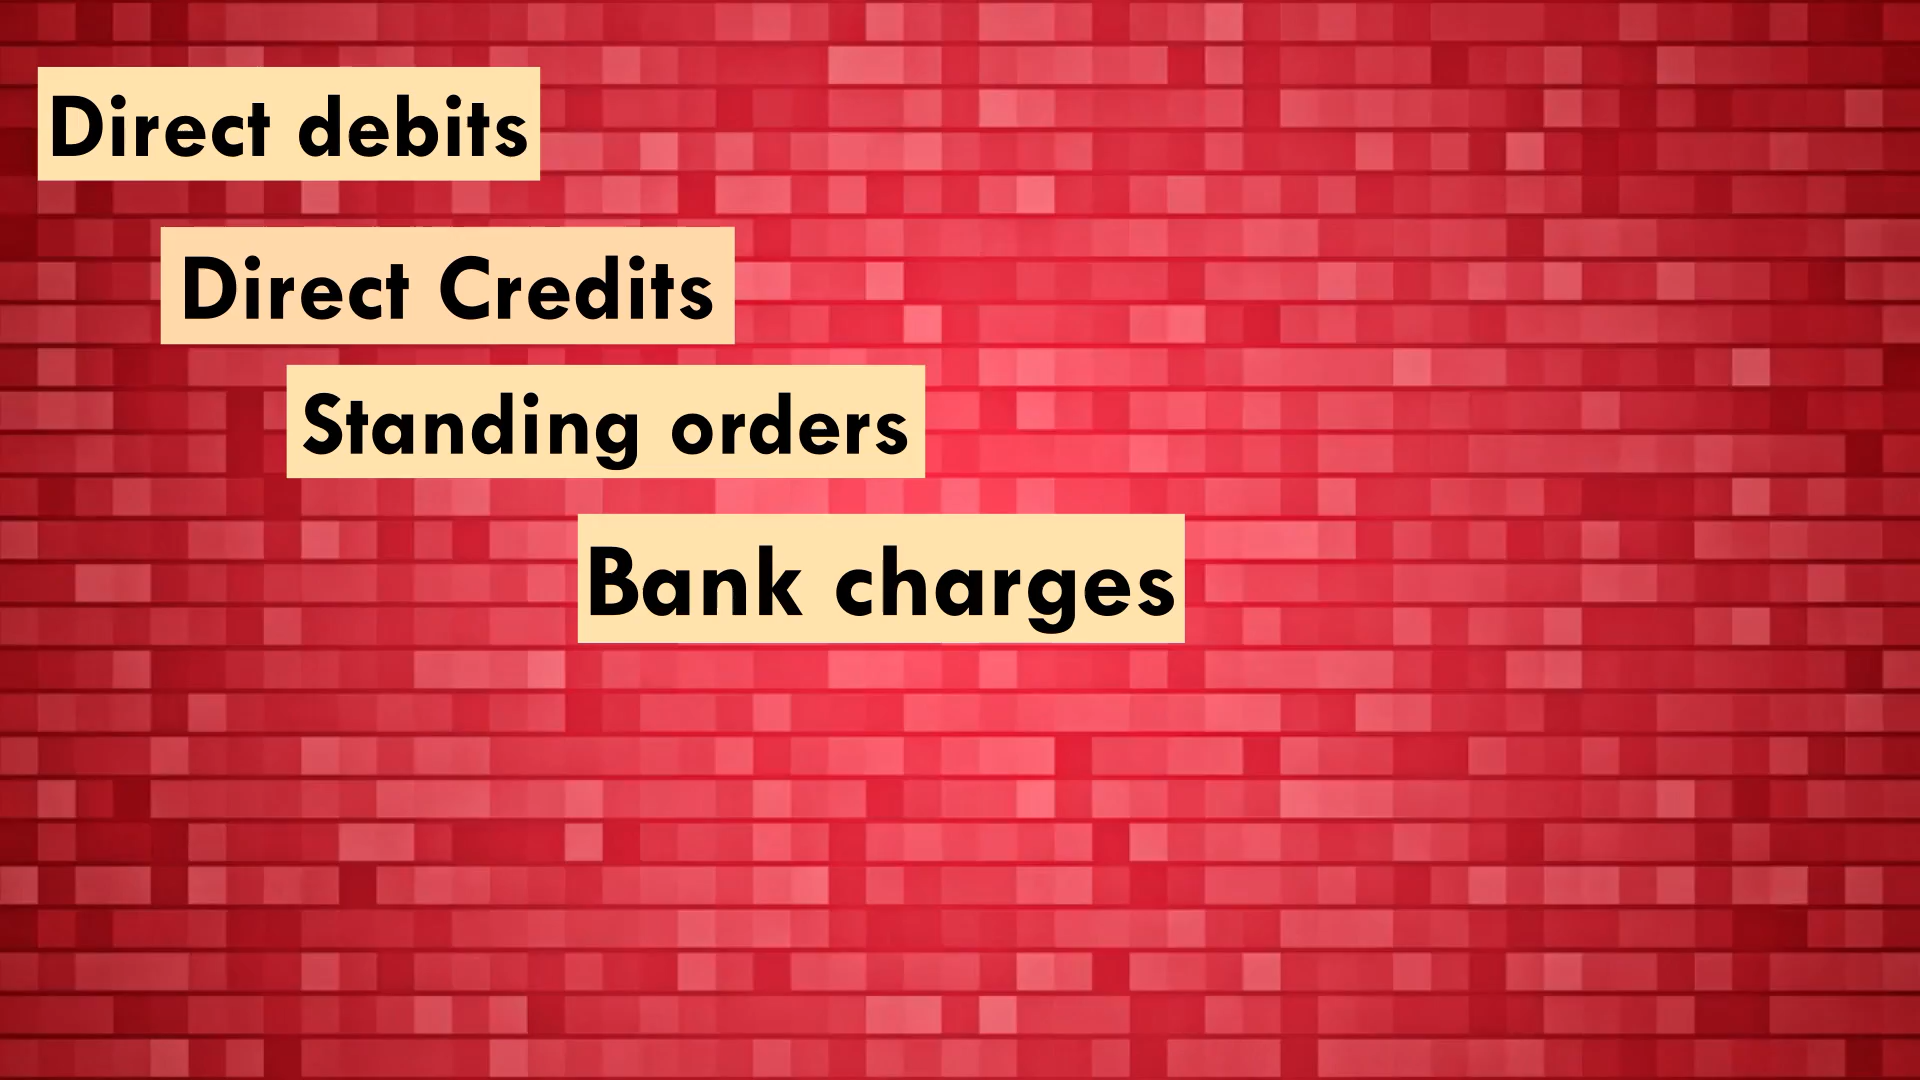 Direct debits
Direct Credits
Standing orders
Bank charges